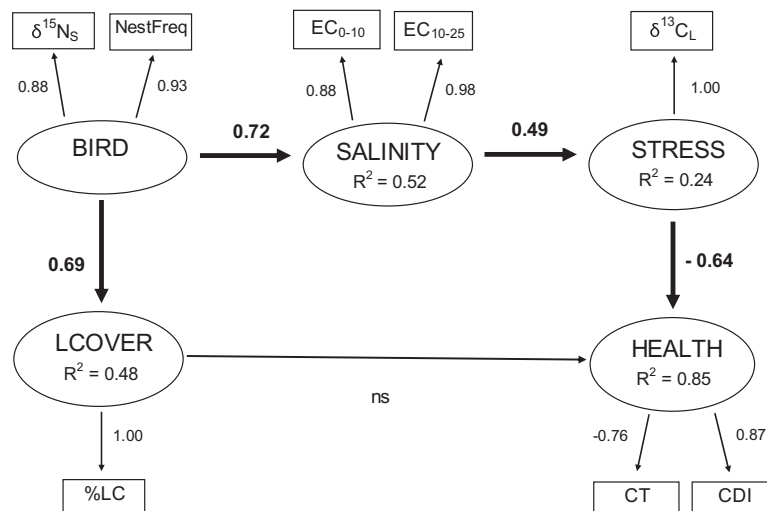 δ¹⁵Nₛ NestFreq EC₀₋₁₀ EC₁₀₋₂₅ δ¹³C_L
0.88 0.93 0.88 0.98 1.00
BIRD 0.72 SALINITY 0.49 STRESS
R² = 0.52 R² = 0.24
0.69 - 0.64
LCOVER HEALTH
R² = 0.48 R² = 0.85
ns
1.00 -0.76 0.87
%LC CT CDI